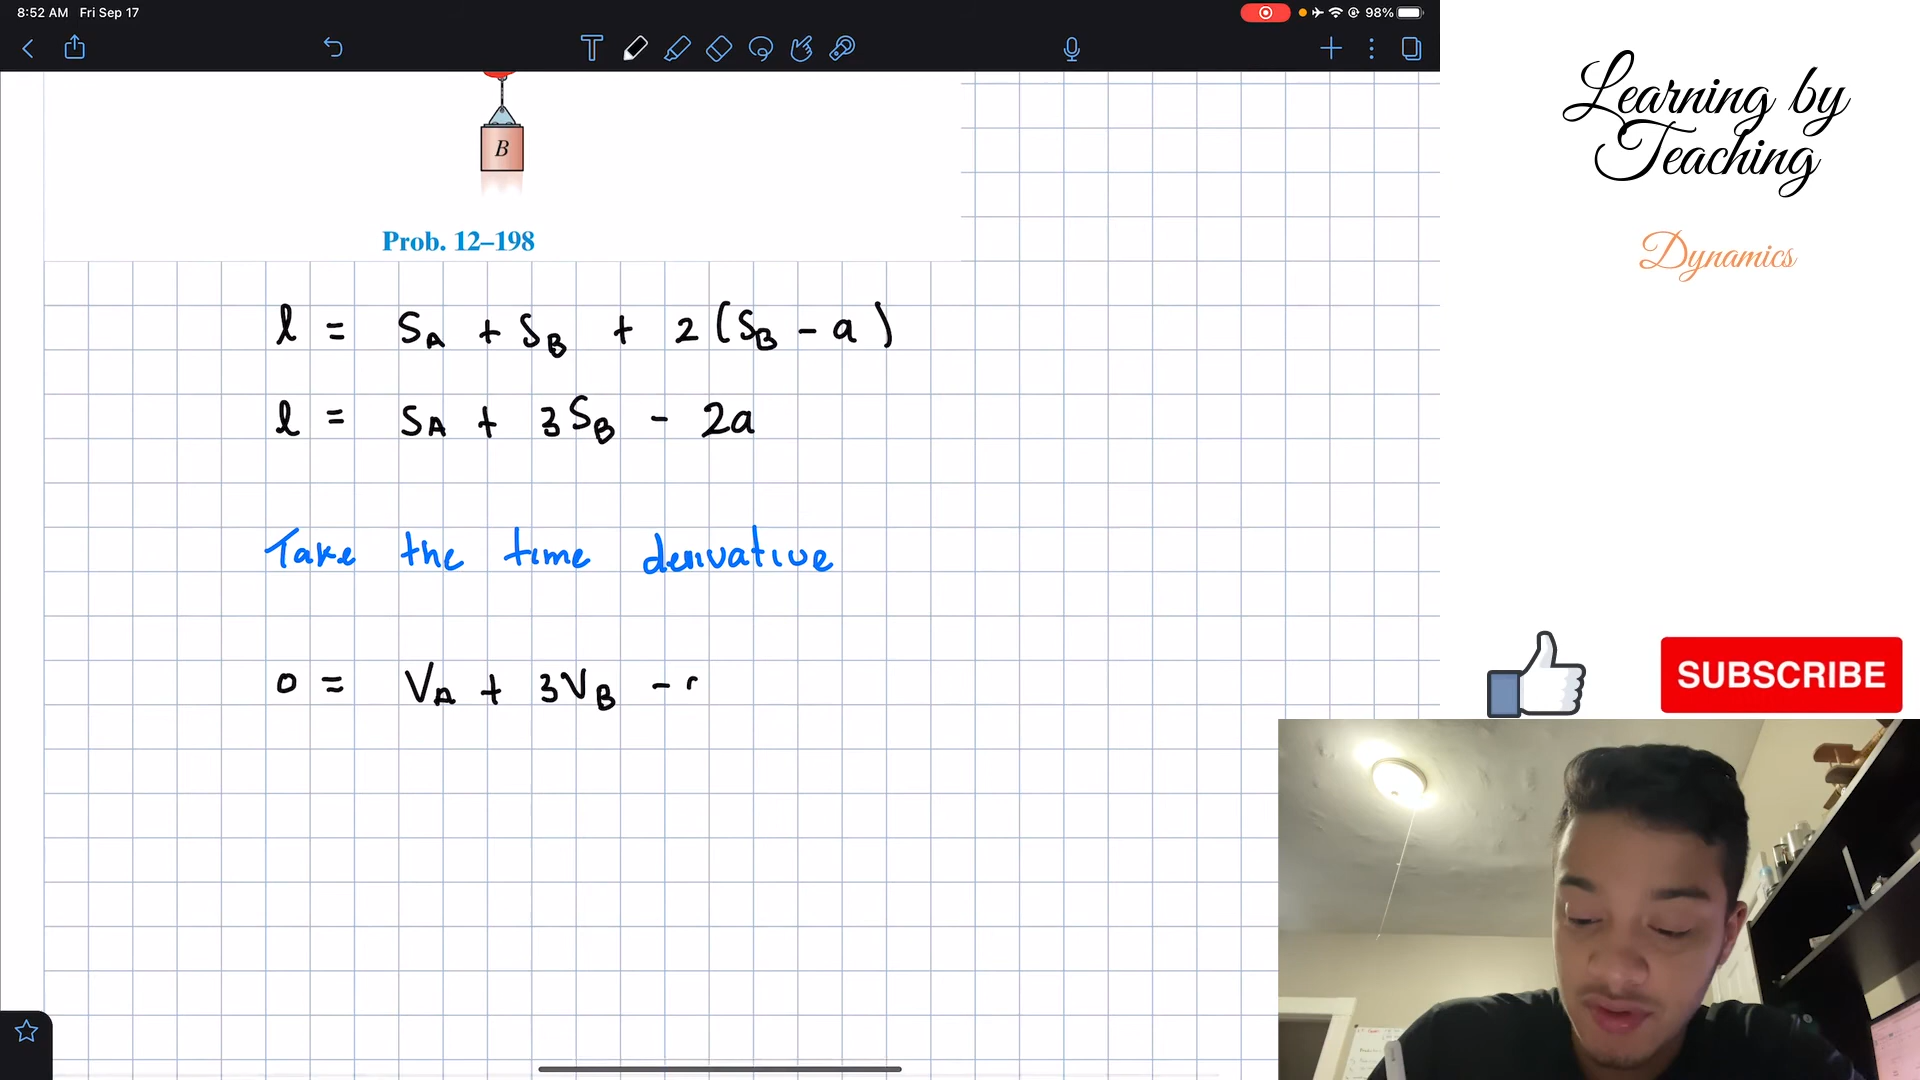 8:52 AM Fri Sep 17
98%
T
B
Prob. 12–198
l = SA + SB + 2(SB - a)
l = SA + 3SB - 2a
Take the time derivative
0 = VA + 3VB -
Learning by
Teaching
Dynamics
SUBSCRIBE